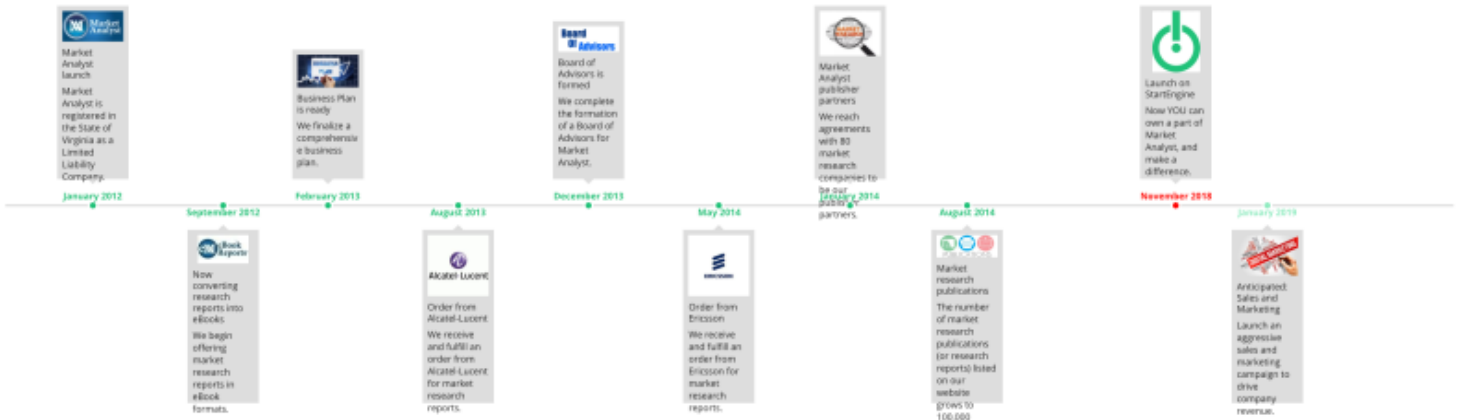 Market
Analyst
Market
Analyst
launch
Market
Analyst is
registered in
the State of
Virginia as a
Limited
Liability
Company.
January 2012
Book
Reports
Now
converting
research
reports into
eBooks
We begin
offering
market
research
reports in
eBook
formats.
September 2012
Business Plan
is ready
We finalize a
comprehensiv
e business
plan.
February 2013
Alcatel·Lucent
Order from
Alcatel-Lucent
We receive
and fulfill an
order from
Alcatel-Lucent
for market
research
reports.
August 2013
Board
Of Advisors
Board of
Advisors is
formed
We complete
the formation
of a Board of
Advisors for
Market
Analyst.
December 2013
ERICSSON
Order from
Ericsson
We receive
and fulfill an
order from
Ericsson for
market
research
reports.
May 2014
Market
Analyst
publisher
partners
We reach
agreements
with 80
market
research
companies to
be our
publisher
partners.
January 2014
Market
research
publications
The number
of market
research
publications
(or research
reports) listed
on our
website
grows to
100,000
August 2014
Launch on
StartEngine
Now YOU can
own a part of
Market
Analyst, and
make a
difference.
November 2018
DIGITAL MARKETING
Anticipated:
Sales and
Marketing
Launch an
aggressive
sales and
marketing
campaign to
drive
company
revenue.
January 2019